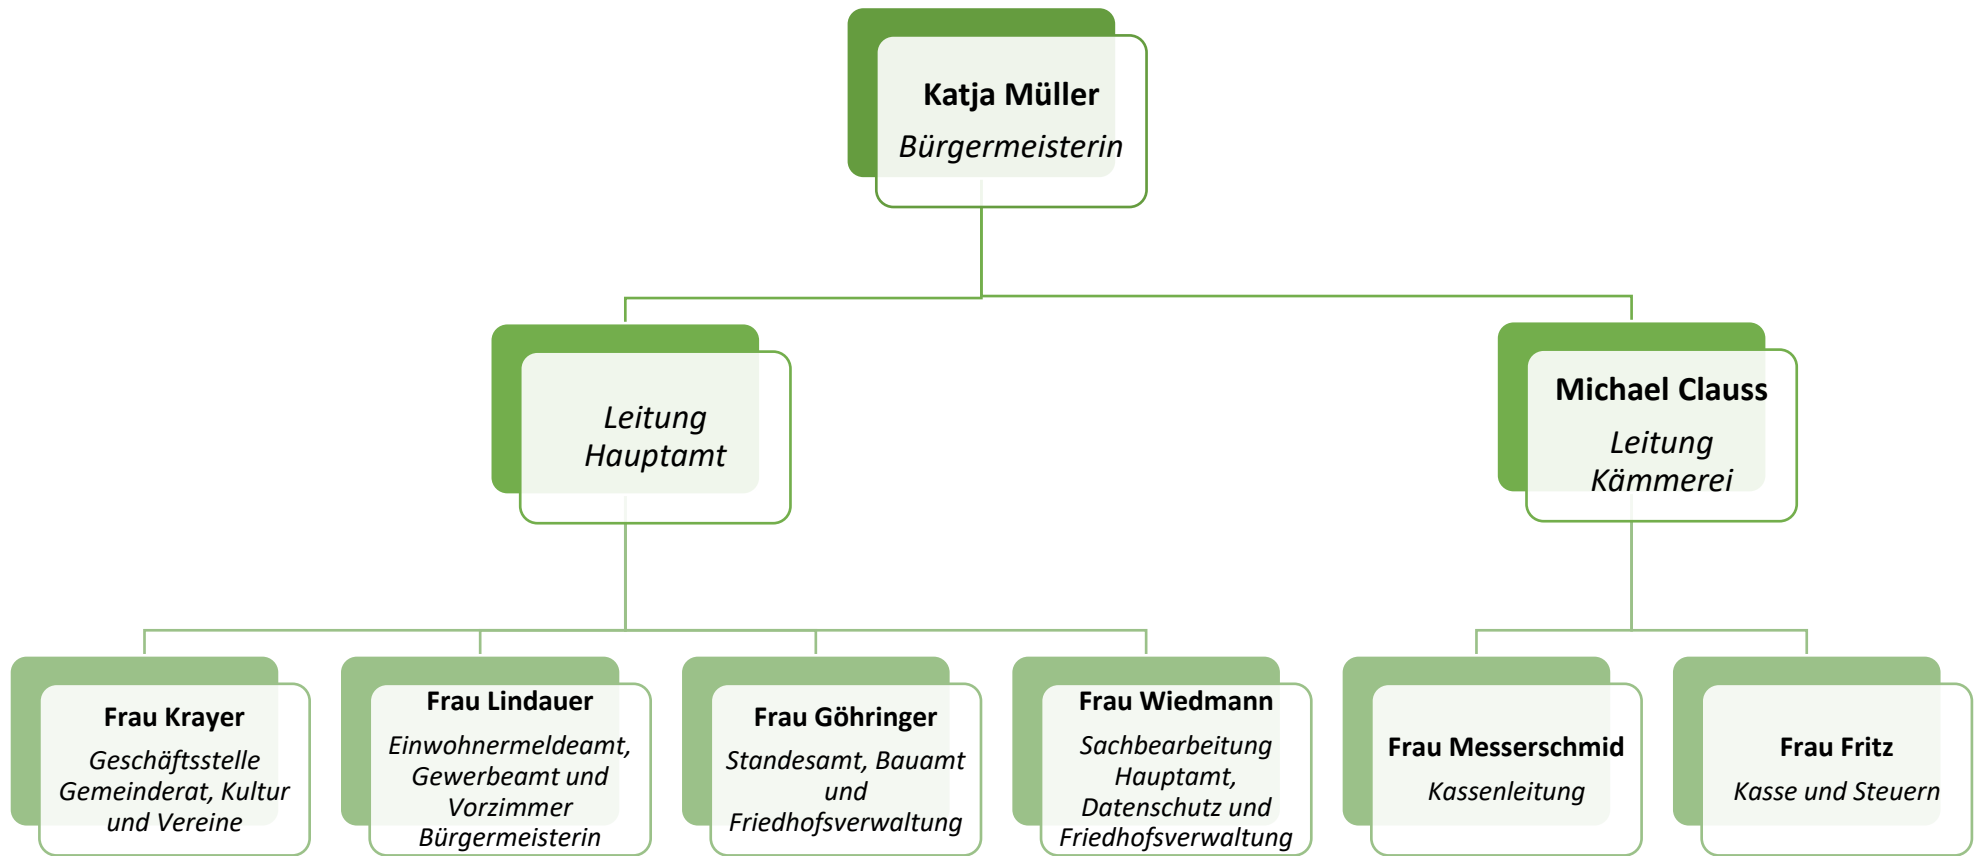 Katja Müller
Bürgermeisterin
Leitung
Hauptamt
Michael Clauss
Leitung
Kämmerei
Frau Krayer
Geschäftsstelle
Gemeinderat, Kultur
und Vereine
Frau Lindauer
Einwohnermeldeamt,
Gewerbeamt und
Vorzimmer
Bürgermeisterin
Frau Göhringer
Standesamt, Bauamt
und
Friedhofsverwaltung
Frau Wiedmann
Sachbearbeitung
Hauptamt,
Datenschutz und
Friedhofsverwaltung
Frau Messerschmid
Kassenleitung
Frau Fritz
Kasse und Steuern